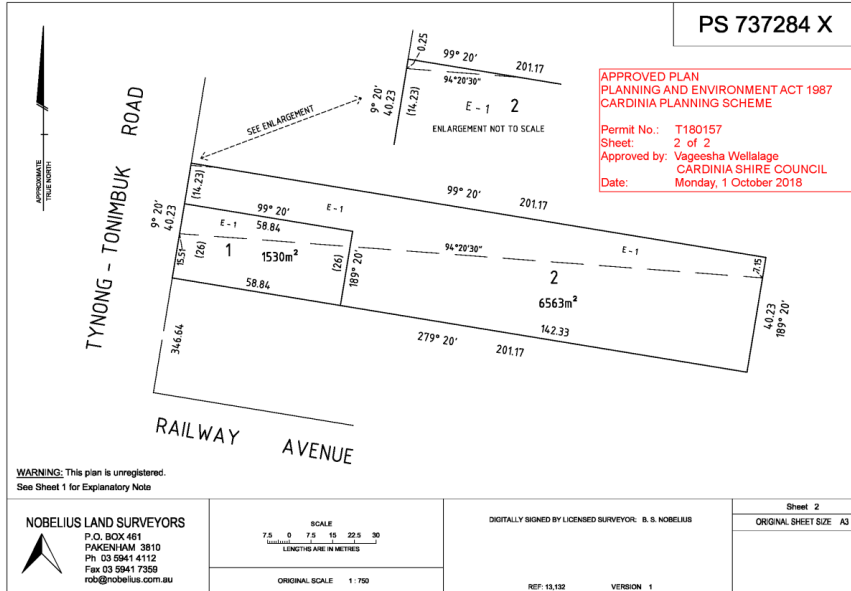 PS 737284 X
APPROVED PLAN
PLANNING AND ENVIRONMENT ACT 1987
CARDINIA PLANNING SCHEME
Permit No.: T180157
Sheet: 2 of 2
Approved by: Vageesha Wellalage
CARDINIA SHIRE COUNCIL
Date: Monday, 1 October 2018
APPROXIMATE
TRUE NORTH
TYNONG - TONIMBUK ROAD
SEE ENLARGEMENT
0.25
99° 20'
201.17
94°20'30"
9° 20'
40.23
(14.23)
E - 1
2
ENLARGEMENT NOT TO SCALE
(14.23)
99° 20'
201.17
9° 20'
40.23
99° 20'
E - 1
E - 1
58.84
15.51
(26)
1
1530m²
(26)
189° 20'
94°20'30"
E - 1
7.15
2
6563m²
58.84
142.33
40.23
189° 20'
279° 20'
201.17
346.64
RAILWAY AVENUE
WARNING: This plan is unregistered.
See Sheet 1 for Explanatory Note
NOBELIUS LAND SURVEYORS
P.O. BOX 461
PAKENHAM 3810
Ph 03 5941 4112
Fax 03 5941 7359
rob@nobelius.com.au
SCALE
7.5 0 7.5 15 22.5 30
LENGTHS ARE IN METRES
ORIGINAL SCALE 1 : 750
DIGITALLY SIGNED BY LICENSED SURVEYOR: B. S. NOBELIUS
REF: 13,132 VERSION 1
Sheet 2
ORIGINAL SHEET SIZE A3